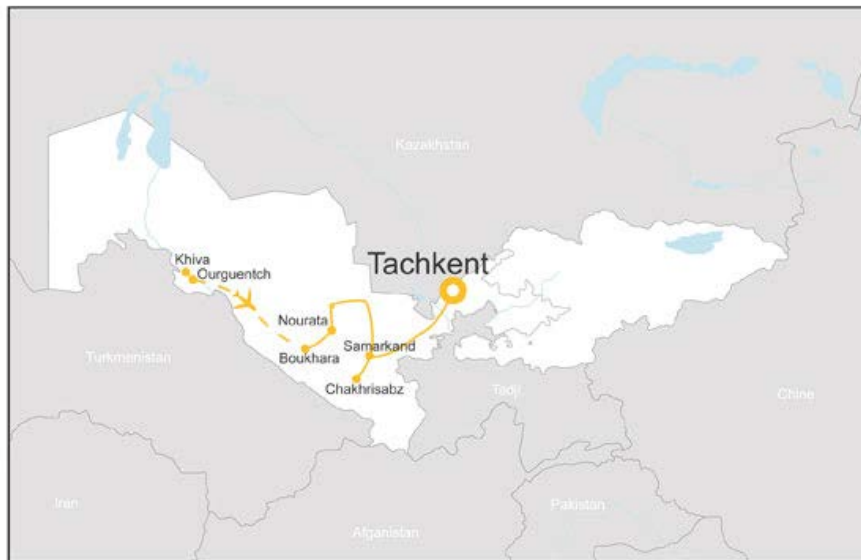 Kazakhstan
Tachkent
Khiva
Ourguentch
Nourata
Samarkand
Boukhara
Turkmenistan
Chakhrisabz
Tadji.
Chine
Iran
Pakistan
Afganistan